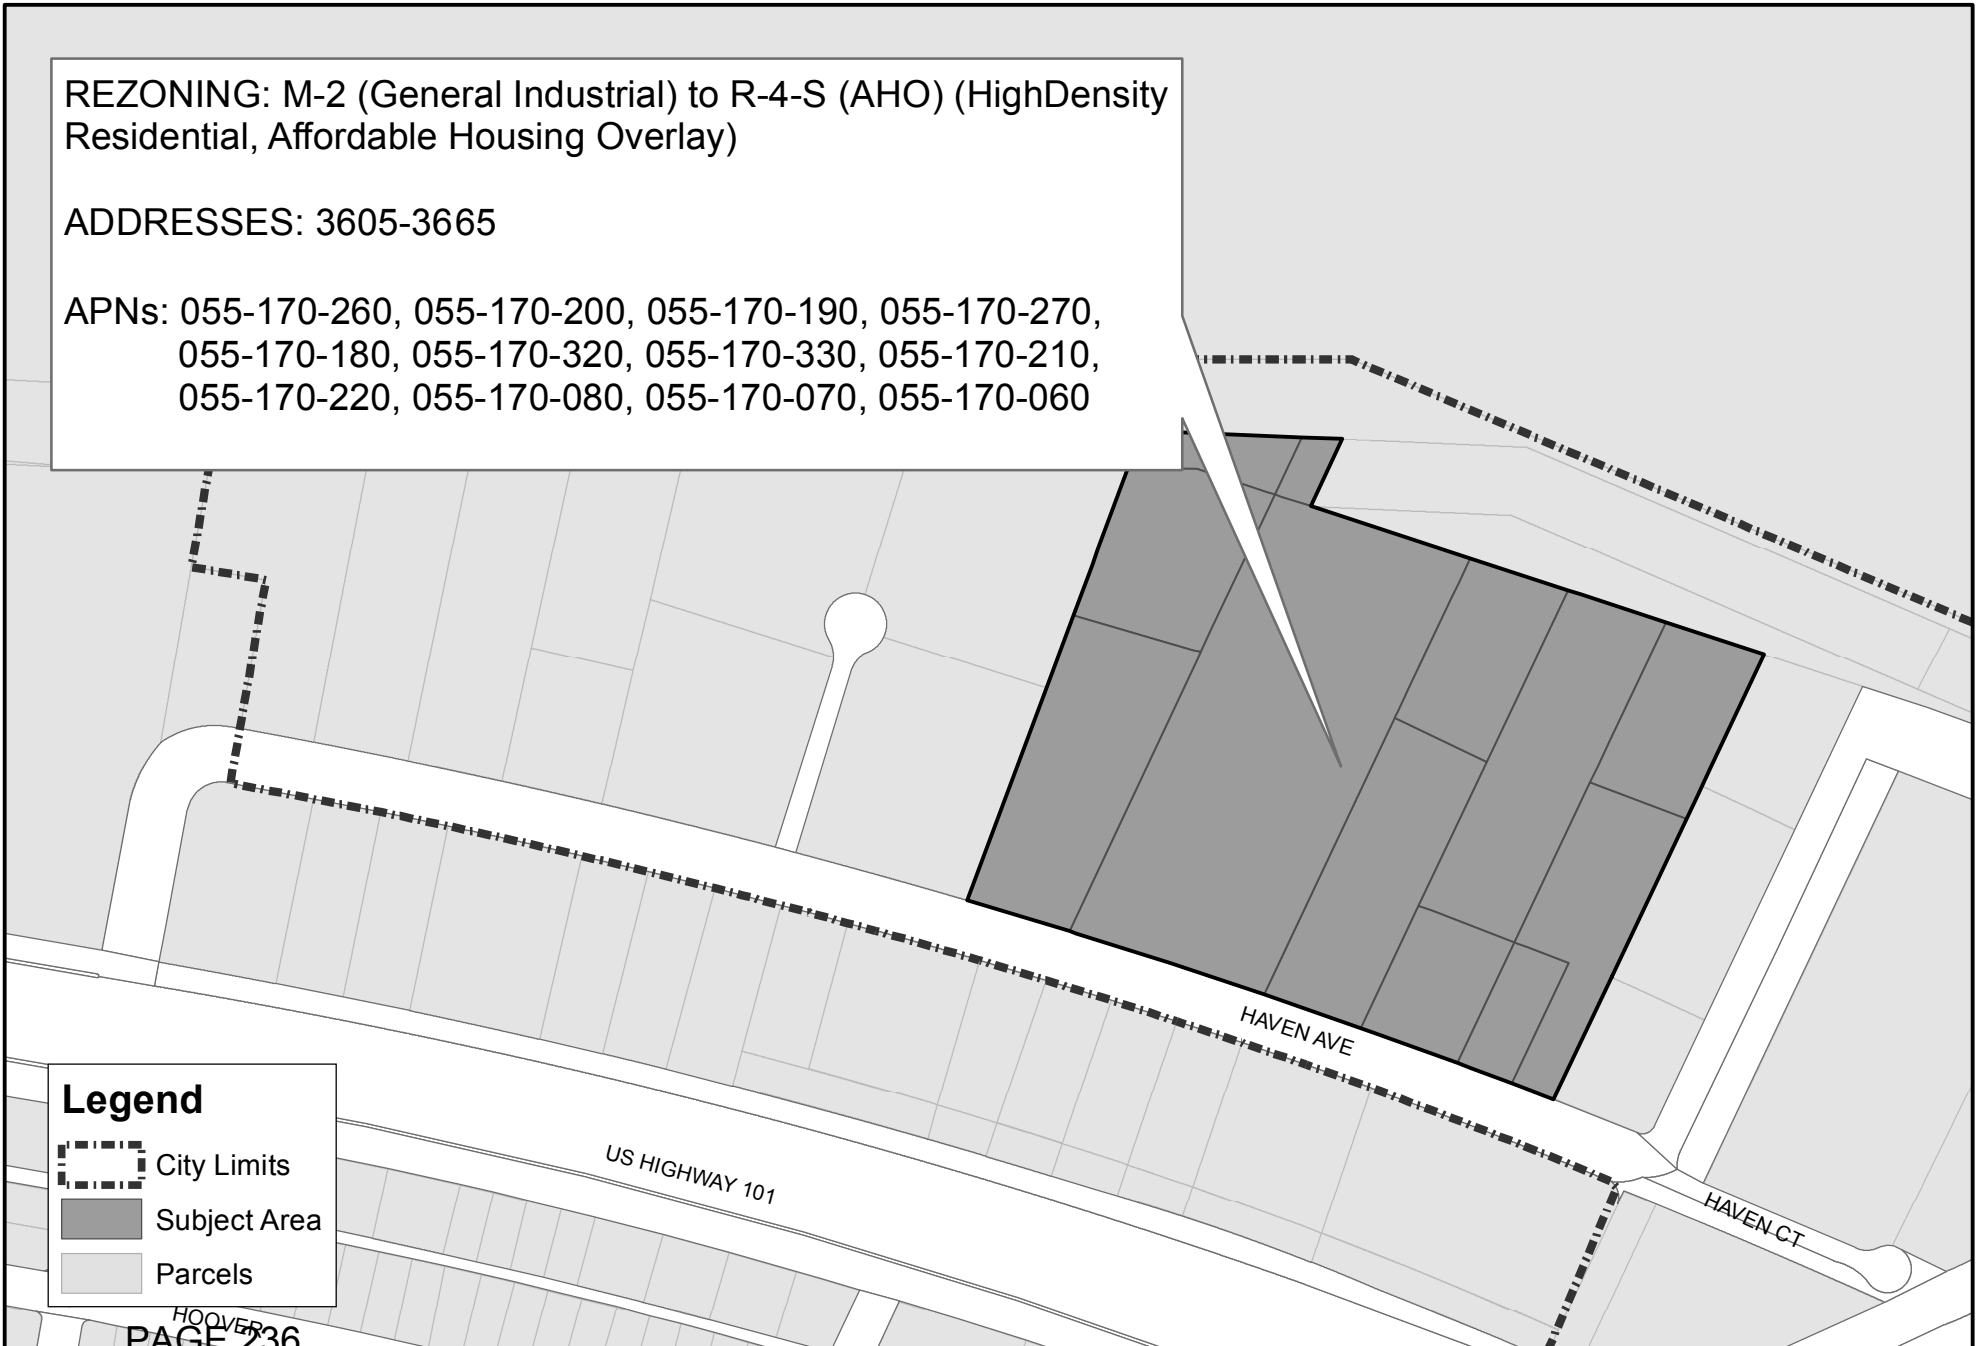 REZONING: M-2 (General Industrial) to R-4-S (AHO) (HighDensity
Residential, Affordable Housing Overlay)
ADDRESSES: 3605-3665
APNs: 055-170-260, 055-170-200, 055-170-190, 055-170-270,
055-170-180, 055-170-320, 055-170-330, 055-170-210,
055-170-220, 055-170-080, 055-170-070, 055-170-060
HAVEN AVE
US HIGHWAY 101
HAVEN CT
Legend
City Limits
Subject Area
Parcels
HOOVER
PAGE 236